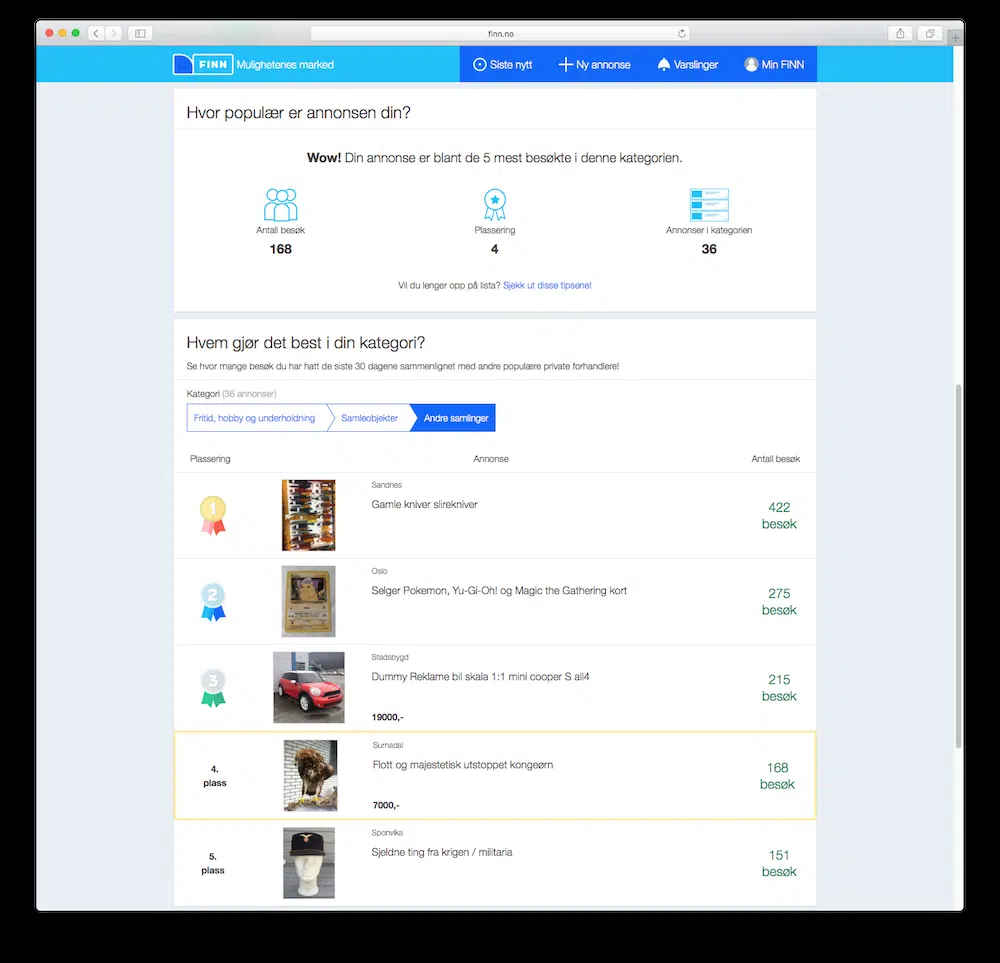 finn.no
FINN Mulighetenes marked
Siste nytt
Ny annonse
Varslinger
Min FINN
Hvor populær er annonsen din?
Wow! Din annonse er blant de 5 mest besøkte i denne kategorien.
Antall besøk
168
Plassering
4
Annonser i kategorien
36
Vil du lenger opp på lista? Sjekk ut disse tipsene!
Hvem gjør det best i din kategori?
Se hvor mange besøk du har hatt de siste 30 dagene sammenlignet med andre populære private forhandlere!
Kategori (36 annonser)
Fritid, hobby og underholdning
Samleobjekter
Andre samlinger
Plassering
Annonse
Antall besøk
1
Sandnes
Gamle kniver slirekniver
422
besøk
2
Oslo
Selger Pokemon, Yu-Gi-Oh! og Magic the Gathering kort
275
besøk
3
Stadsbygd
Dummy Reklame bil skala 1:1 mini cooper S all4
19000,-
215
besøk
4.
plass
Surnadal
Flott og majestetisk utstoppet kongeørn
7000,-
168
besøk
5.
plass
Sponvika
Sjeldne ting fra krigen / militaria
151
besøk